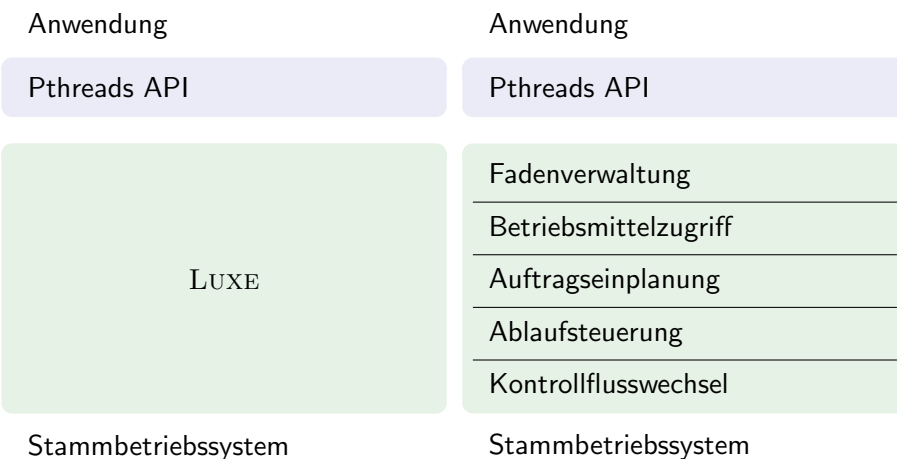 Anwendung
Pthreads API
LUXE
Stammbetriebssystem
Anwendung
Pthreads API
Fadenverwaltung
Betriebsmittelzugriff
Auftragseinplanung
Ablaufsteuerung
Kontrollflusswechsel
Stammbetriebssystem